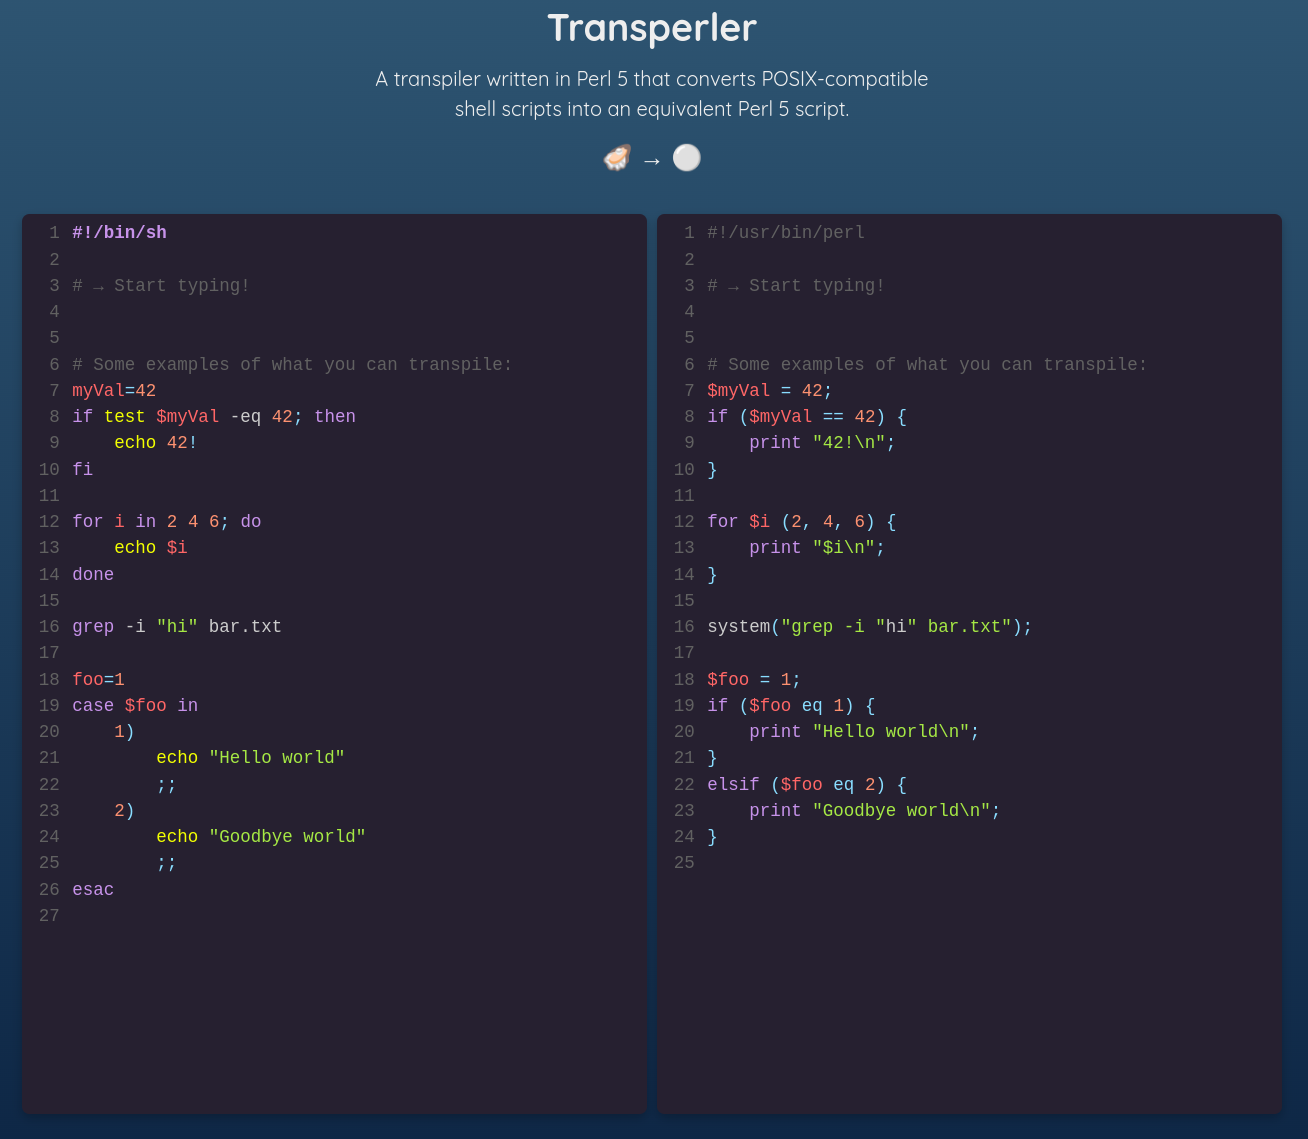 Transperler
A transpiler written in Perl 5 that converts POSIX-compatible
shell scripts into an equivalent Perl 5 script.
🦪 → ⚪
1 #!/bin/sh
2
3 # → Start typing!
4
5
6 # Some examples of what you can transpile:
7 myVal=42
8 if test $myVal -eq 42; then
9     echo 42!
10 fi
11
12 for i in 2 4 6; do
13     echo $i
14 done
15
16 grep -i "hi" bar.txt
17
18 foo=1
19 case $foo in
20     1)
21         echo "Hello world"
22         ;;
23     2)
24         echo "Goodbye world"
25         ;;
26 esac
27
1 #!/usr/bin/perl
2
3 # → Start typing!
4
5
6 # Some examples of what you can transpile:
7 $myVal = 42;
8 if ($myVal == 42) {
9     print "42!\n";
10 }
11
12 for $i (2, 4, 6) {
13     print "$i\n";
14 }
15
16 system("grep -i "hi" bar.txt");
17
18 $foo = 1;
19 if ($foo eq 1) {
20     print "Hello world\n";
21 }
22 elsif ($foo eq 2) {
23     print "Goodbye world\n";
24 }
25